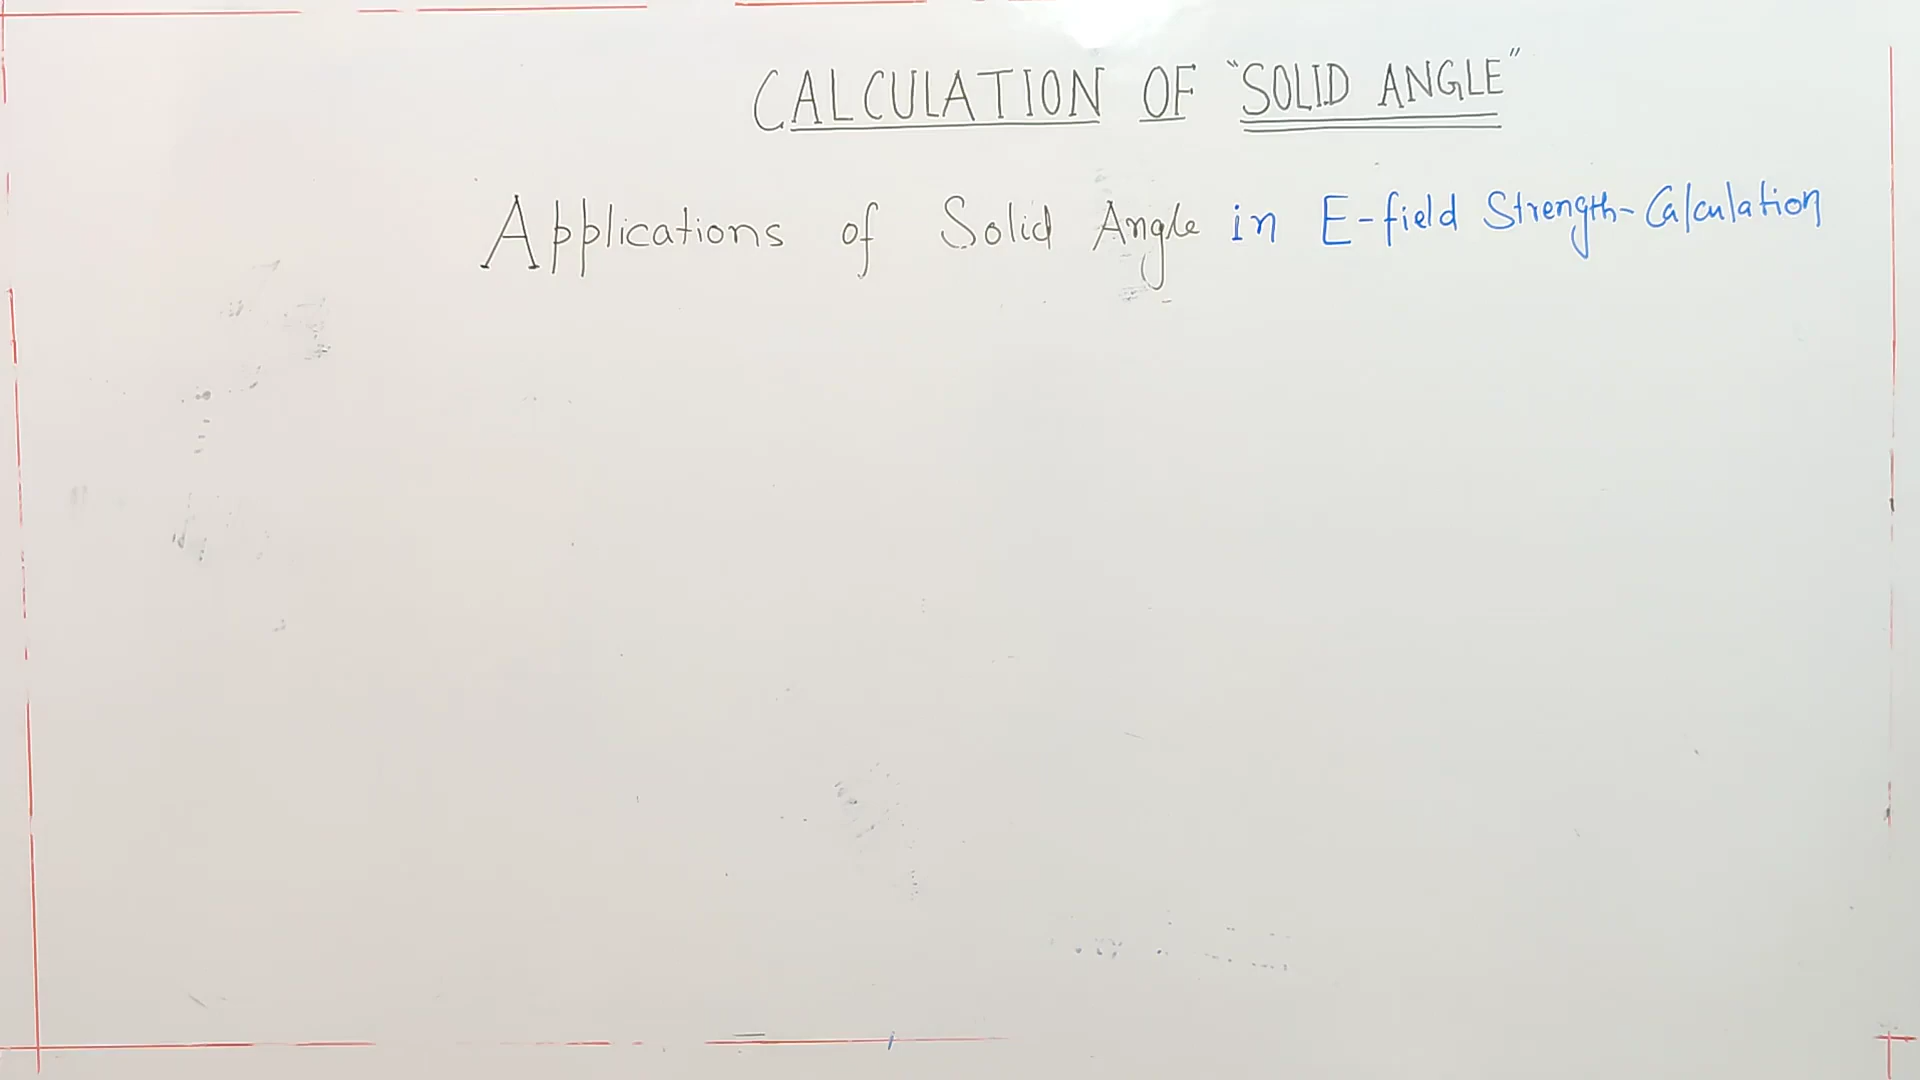 CALCULATION OF "SOLID ANGLE"
Applications of Solid Angle in E-field Strength-Calculation